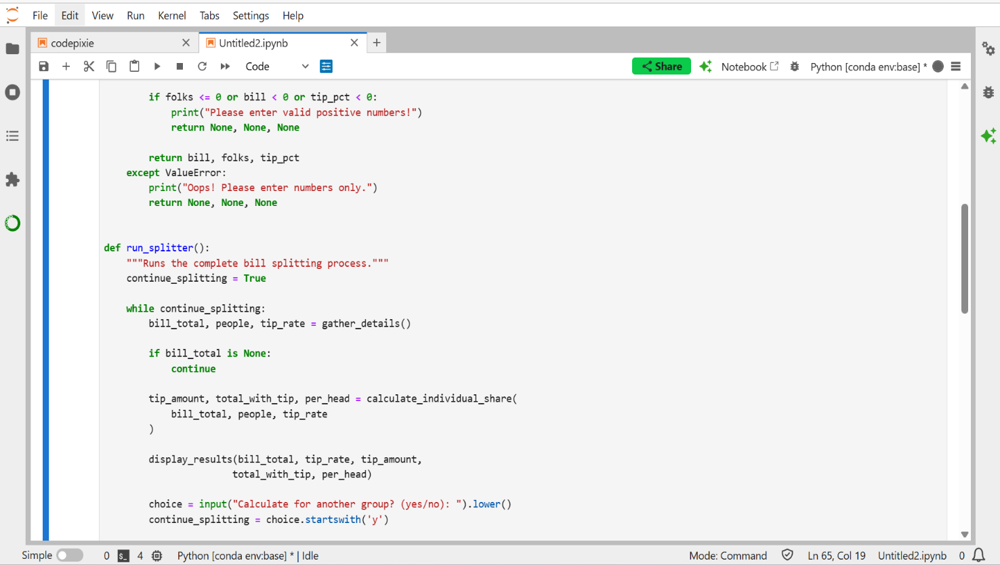 File Edit View Run Kernel Tabs Settings Help
codepixie Untitled2.ipynb
Code Share Notebook Python [conda env:base] *
if folks <= 0 or bill < 0 or tip_pct < 0:
print("Please enter valid positive numbers!")
return None, None, None
return bill, folks, tip_pct
except ValueError:
print("Oops! Please enter numbers only.")
return None, None, None
def run_splitter():
"""Runs the complete bill splitting process."""
continue_splitting = True
while continue_splitting:
bill_total, people, tip_rate = gather_details()
if bill_total is None:
continue
tip_amount, total_with_tip, per_head = calculate_individual_share(
bill_total, people, tip_rate
)
display_results(bill_total, tip_rate, tip_amount,
total_with_tip, per_head)
choice = input("Calculate for another group? (yes/no): ").lower()
continue_splitting = choice.startswith('y')
Simple 0 $_ 4 Python [conda env:base] * | Idle Mode: Command Ln 65, Col 19 Untitled2.ipynb 0